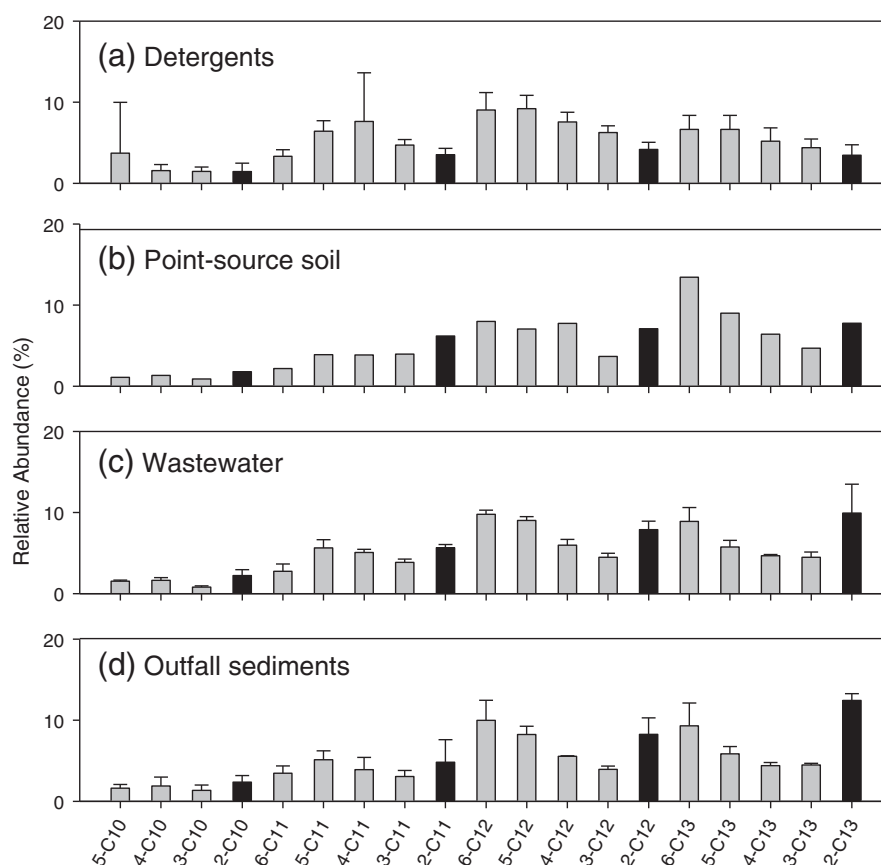 20
(a) Detergents
10
0
20
(b) Point-source soil
10
0
Relative Abundance (%)
20
(c) Wastewater
10
0
20
(d) Outfall sediments
10
0
5-C10
4-C10
3-C10
2-C10
6-C11
5-C11
4-C11
3-C11
2-C11
6-C12
5-C12
4-C12
3-C12
2-C12
6-C13
5-C13
4-C13
3-C13
2-C13